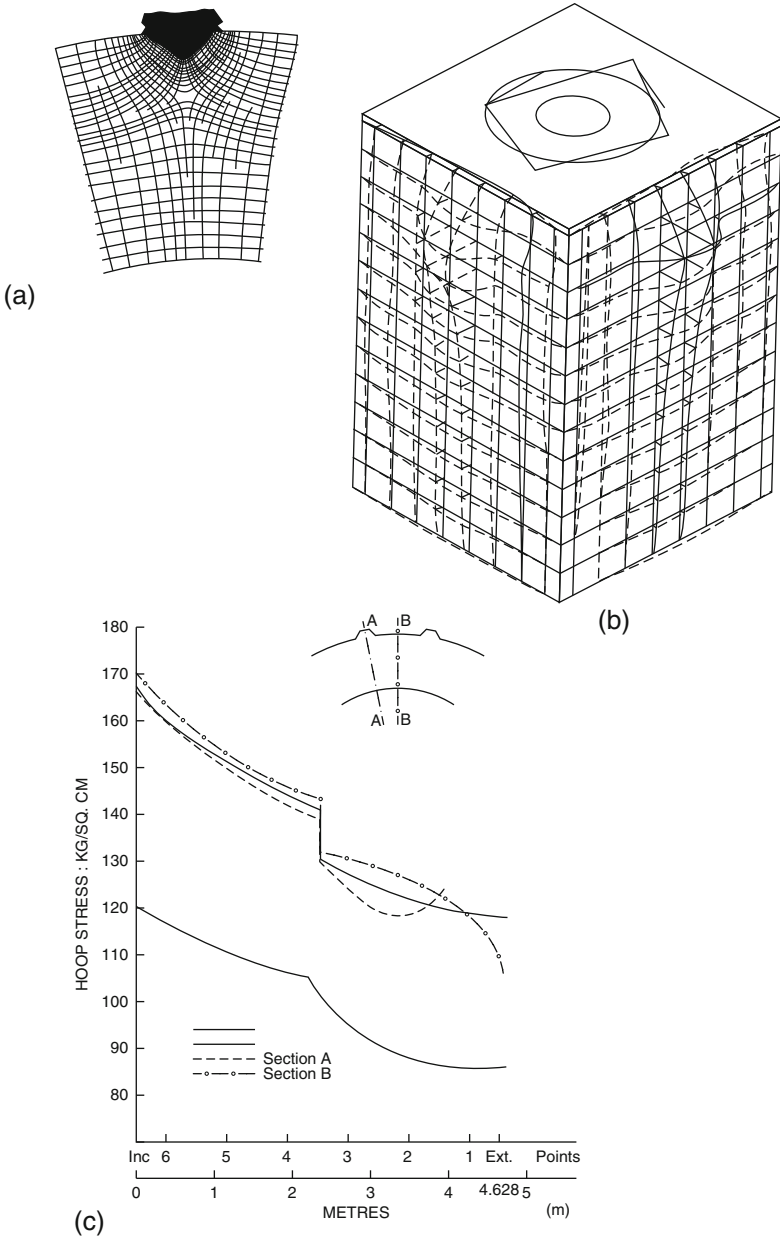 (a)
(b)
180
170
160
150
140
130
120
110
100
90
80
HOOP STRESS : KG/SQ. CM
A B
A B
Section A
Section B
Inc 6 5 4 3 2 1 Ext. Points
0 1 2 3 4 4.628 5 (m)
METRES
(c)